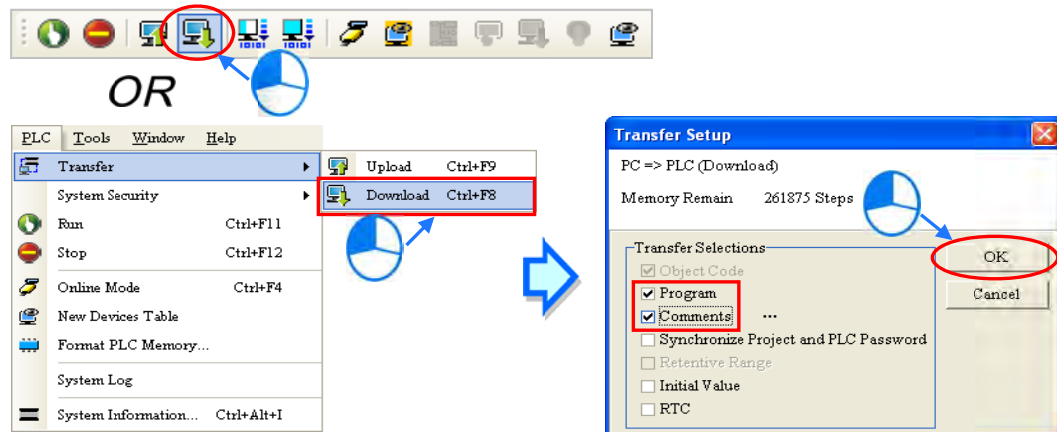 OR
PLC Tools Window Help
Transfer
System Security
Run Ctrl+F11
Stop Ctrl+F12
Online Mode Ctrl+F4
New Devices Table
Format PLC Memory...
System Log
System Information... Ctrl+Alt+I
Upload Ctrl+F9
Download Ctrl+F8
Transfer Setup
PC => PLC (Download)
Memory Remain 261875 Steps
Transfer Selections
Object Code
Program
Comments ...
Synchronize Project and PLC Password
Retentive Range
Initial Value
RTC
OK
Cancel